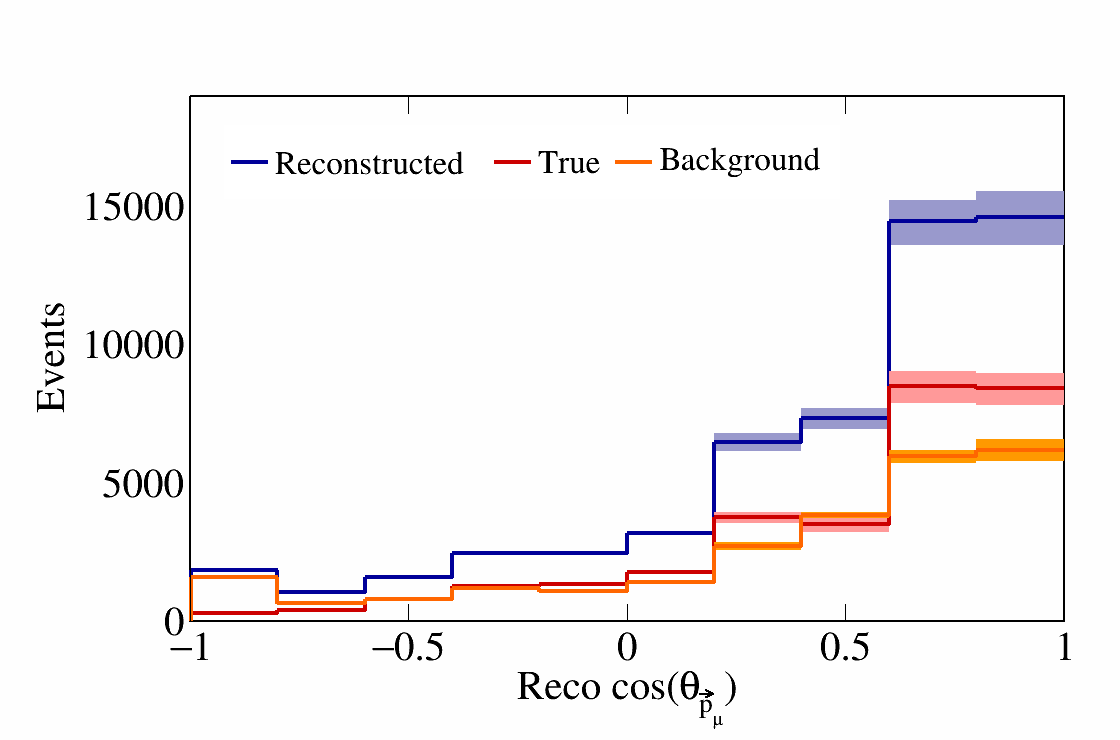 Reconstructed True Background
15000
10000
5000
0
Events
−1 −0.5 0 0.5 1
Reco cos(θp⃗μ)